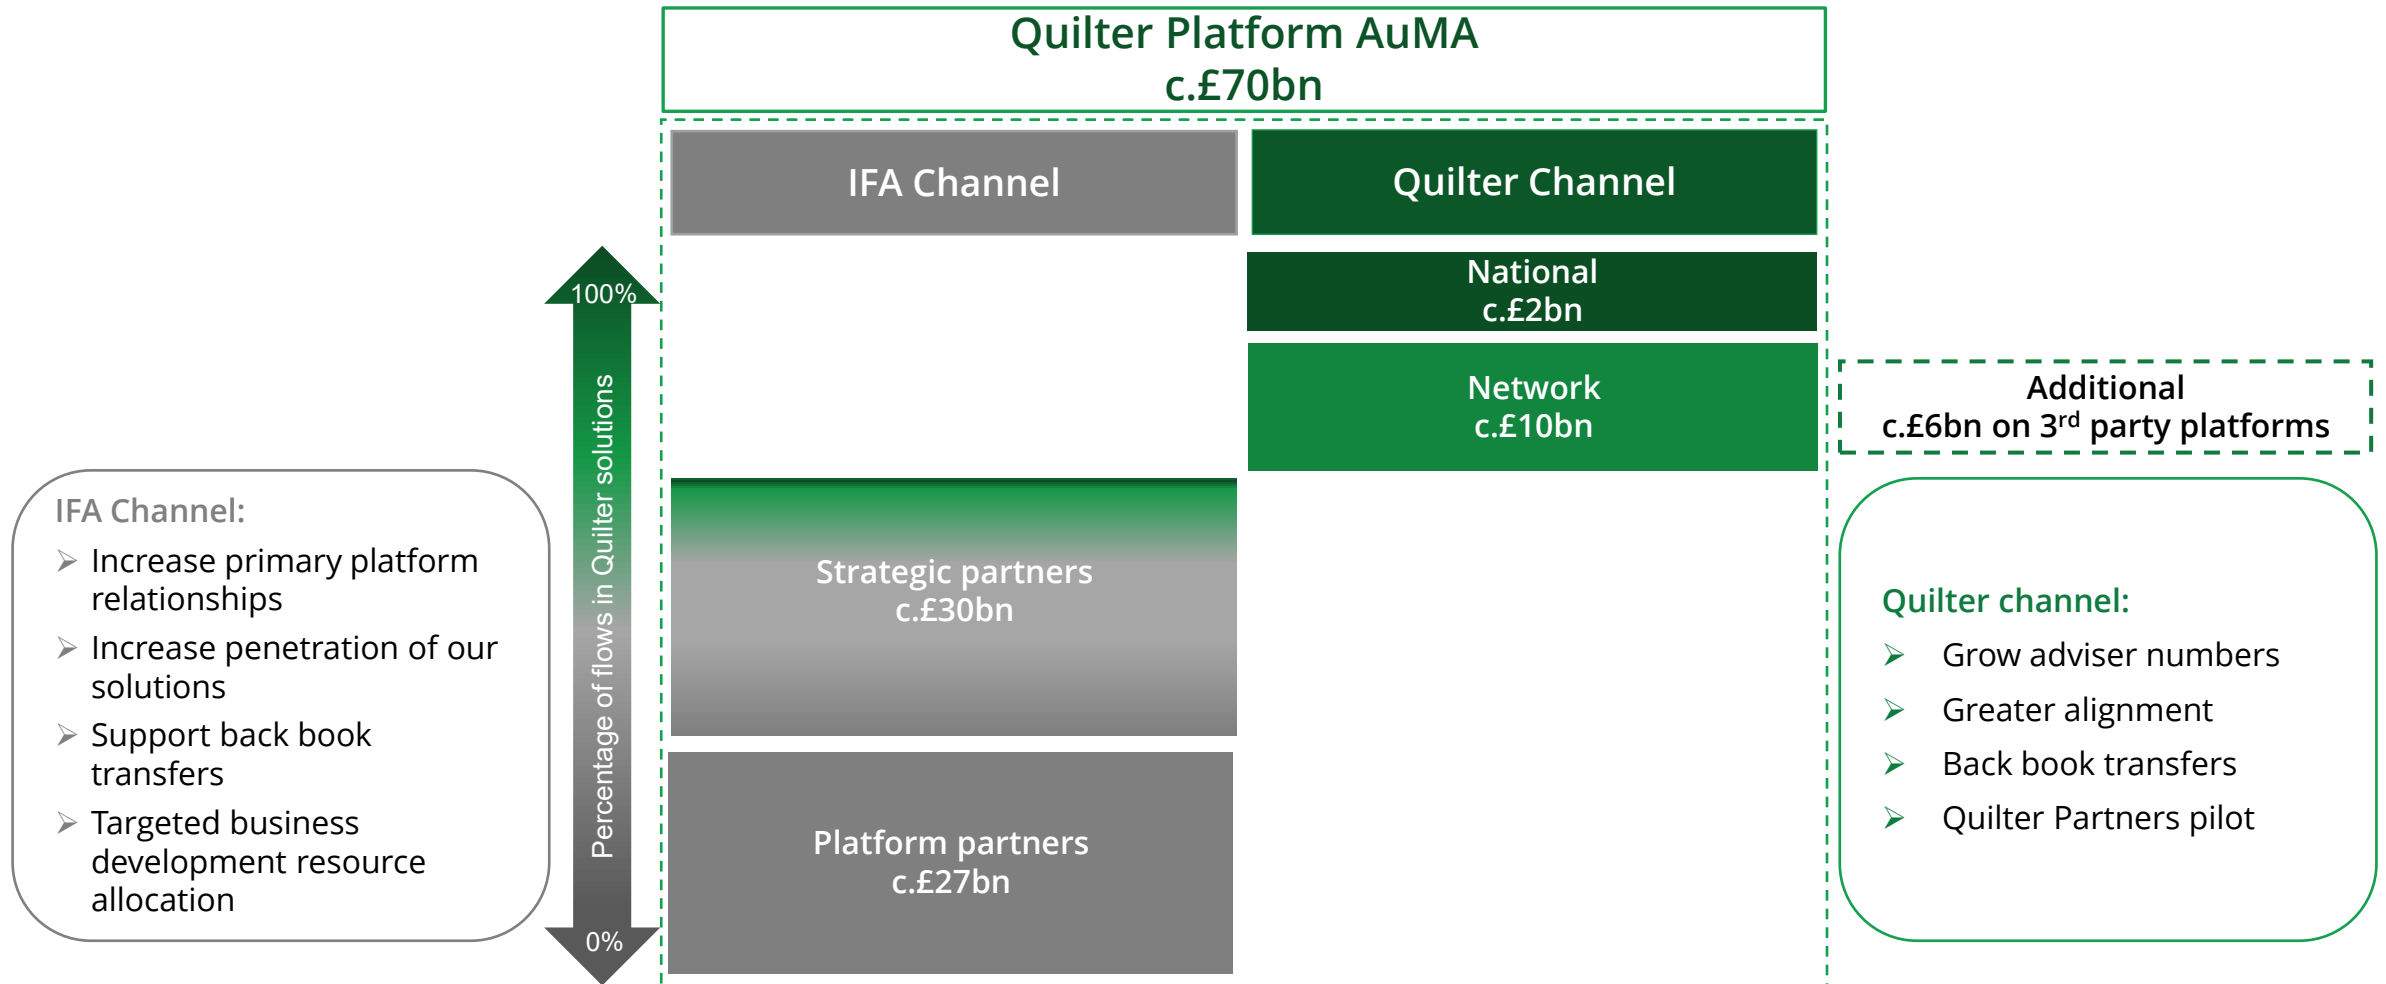 Quilter Platform AuMA
c.£70bn
IFA Channel
Quilter Channel
100%
Percentage of flows in Quilter solutions
0%
National
c.£2bn
Network
c.£10bn
Additional
c.£6bn on 3rd party platforms
Strategic partners
c.£30bn
Platform partners
c.£27bn
IFA Channel:
➢ Increase primary platform
relationships
➢ Increase penetration of our
solutions
➢ Support back book
transfers
➢ Targeted business
development resource
allocation
Quilter channel:
➢ Grow adviser numbers
➢ Greater alignment
➢ Back book transfers
➢ Quilter Partners pilot